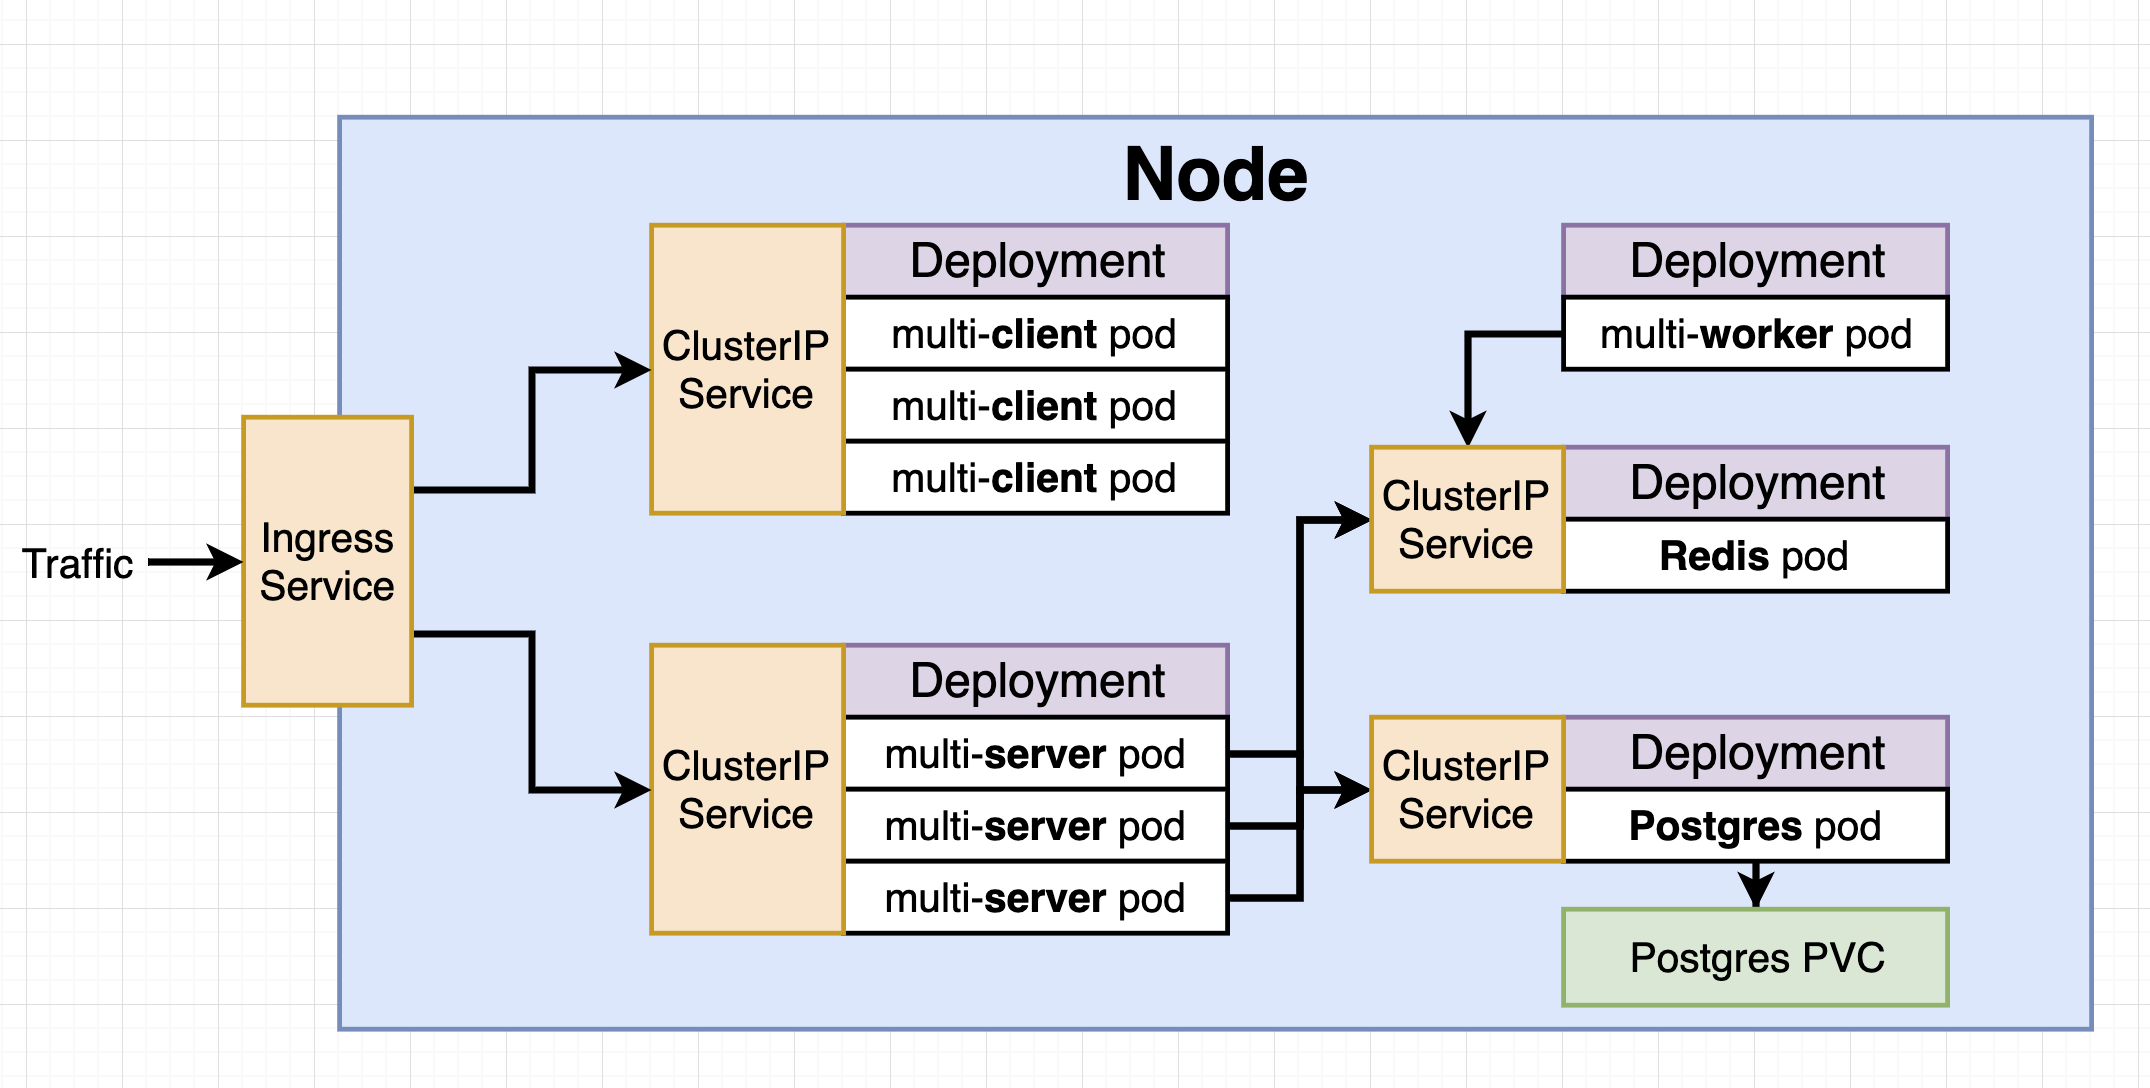 Node
Traffic
Ingress
Service
ClusterIP
Service
Deployment
multi-client pod
multi-client pod
multi-client pod
ClusterIP
Service
Deployment
multi-server pod
multi-server pod
multi-server pod
Deployment
multi-worker pod
ClusterIP
Service
Deployment
Redis pod
ClusterIP
Service
Deployment
Postgres pod
Postgres PVC